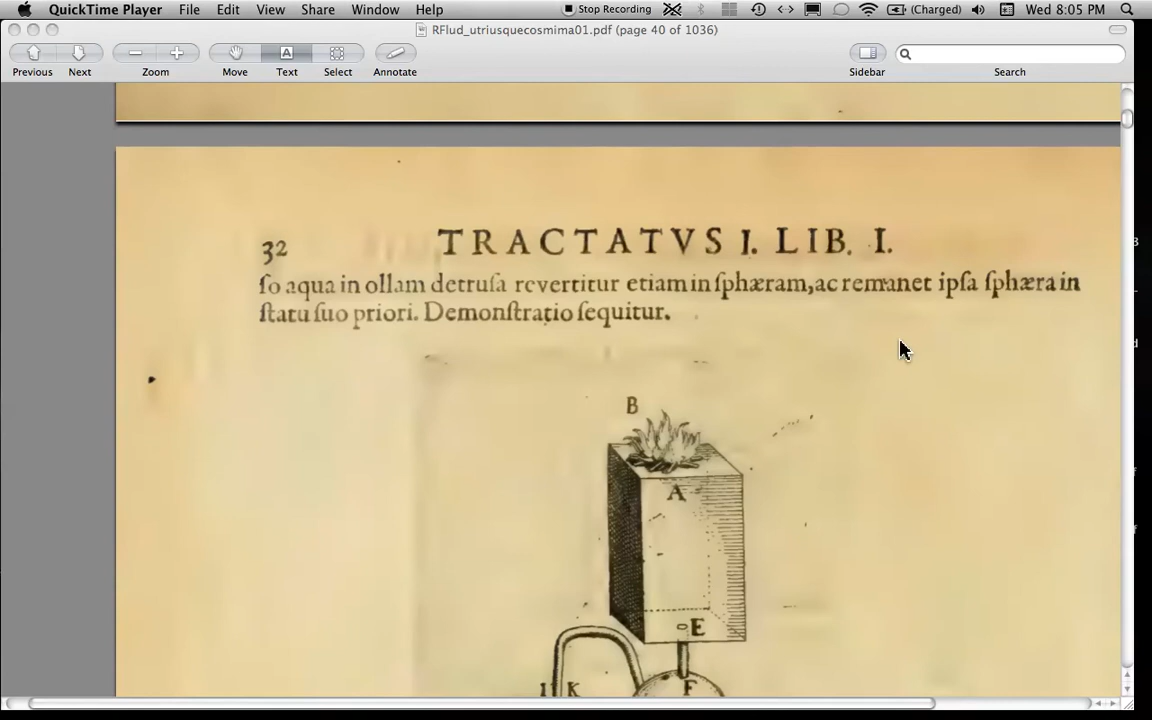 QuickTime Player File Edit View Share Window Help Stop Recording (Charged) Wed 8:05 PM
RFlud_utriusquecosmima01.pdf (page 40 of 1036)
Previous Next Zoom Move Text Select Annotate Sidebar Search
32 TRACTATVS I. LIB. I.
ſo aqua in ollam detruſa revertitur etiam in ſphæram, ac remanet ipſa ſphæra in
ſtatu ſuo priori. Demonſtratio ſequitur.
B
A
E
K F